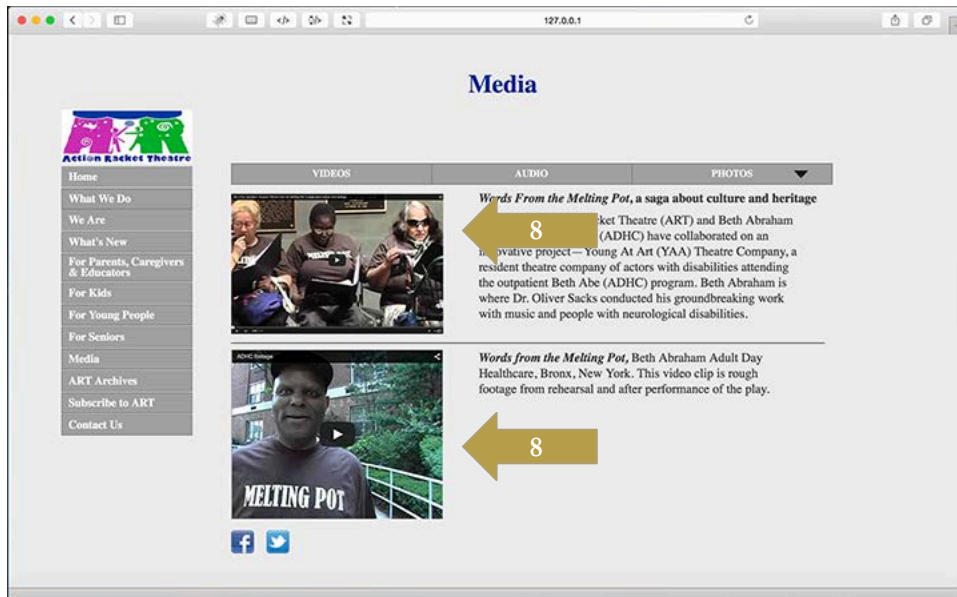 127.0.0.1
Media
Action Racket Theatre
Home
What We Do
We Are
What's New
For Parents, Caregivers
& Educators
For Kids
For Young People
For Seniors
Media
ART Archives
Subscribe to ART
Contact Us
VIDEOS AUDIO PHOTOS
Words From the Melting Pot, a saga about culture and heritage
8
ket Theatre (ART) and Beth Abraham
(ADHC) have collaborated on an
innovative project— Young At Art (YAA) Theatre Company, a
resident theatre company of actors with disabilities attending
the outpatient Beth Abe (ADHC) program. Beth Abraham is
where Dr. Oliver Sacks conducted his groundbreaking work
with music and people with neurological disabilities.
ADHC footage
MELTING POT
Words from the Melting Pot, Beth Abraham Adult Day
Healthcare, Bronx, New York. This video clip is rough
footage from rehearsal and after performance of the play.
8